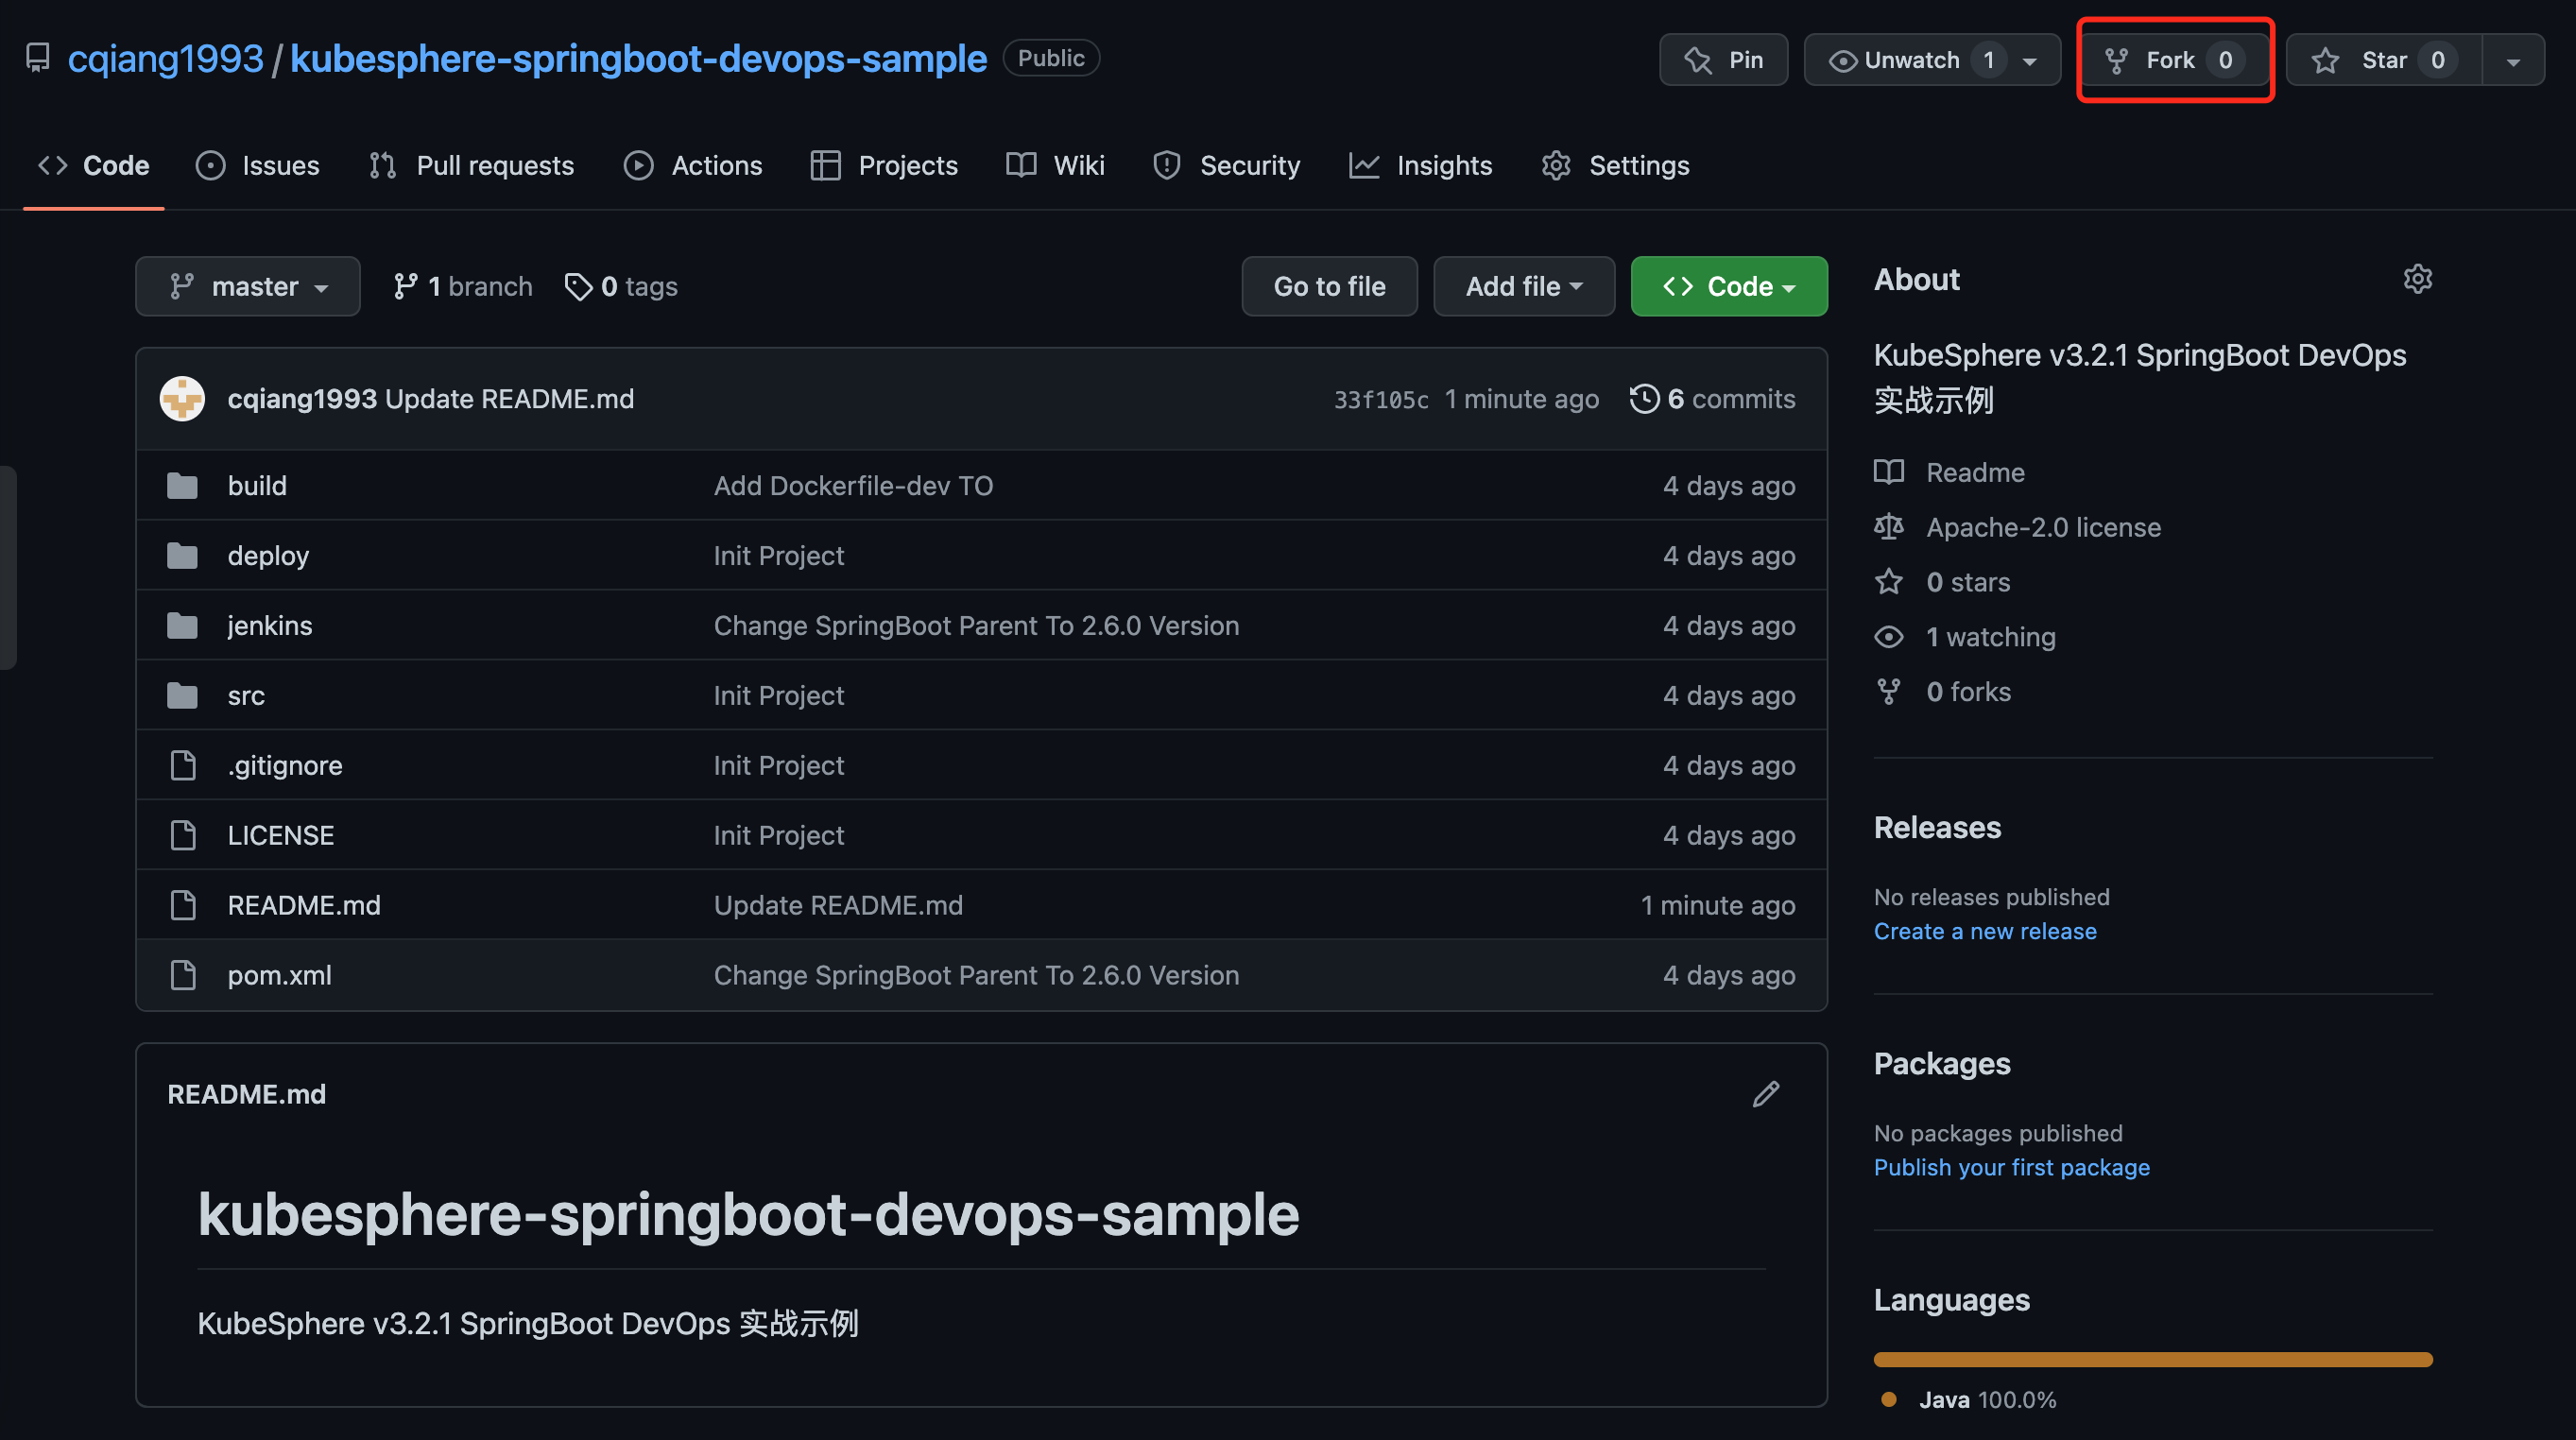 cqiang1993 / kubesphere-springboot-devops-sample Public
Pin
Unwatch 1
Fork 0
Star 0
Code
Issues
Pull requests
Actions
Projects
Wiki
Security
Insights
Settings
master
1 branch
0 tags
Go to file
Add file
Code
cqiang1993 Update README.md 33f105c 1 minute ago 6 commits
build Add Dockerfile-dev TO 4 days ago
deploy Init Project 4 days ago
jenkins Change SpringBoot Parent To 2.6.0 Version 4 days ago
src Init Project 4 days ago
.gitignore Init Project 4 days ago
LICENSE Init Project 4 days ago
README.md Update README.md 1 minute ago
pom.xml Change SpringBoot Parent To 2.6.0 Version 4 days ago
README.md
kubesphere-springboot-devops-sample
KubeSphere v3.2.1 SpringBoot DevOps 实战示例
About
KubeSphere v3.2.1 SpringBoot DevOps
实战示例
Readme
Apache-2.0 license
0 stars
1 watching
0 forks
Releases
No releases published
Create a new release
Packages
No packages published
Publish your first package
Languages
Java 100.0%